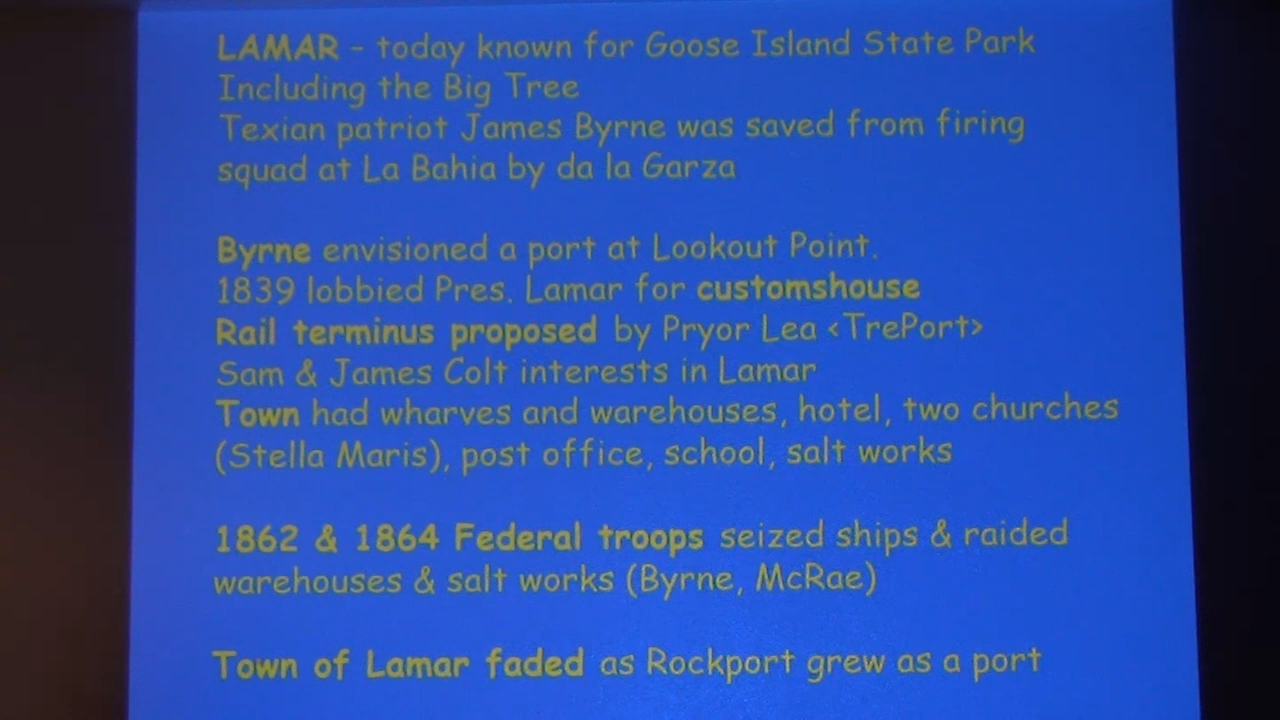 LAMAR - today known for Goose Island State Park
Including the Big Tree
Texian patriot James Byrne was saved from firing
squad at La Bahia by da la Garza
Byrne envisioned a port at Lookout Point.
1839 lobbied Pres. Lamar for customshouse
Rail terminus proposed by Pryor Lea <TrePort>
Sam & James Colt interests in Lamar
Town had wharves and warehouses, hotel, two churches
(Stella Maris), post office, school, salt works
1862 & 1864 Federal troops seized ships & raided
warehouses & salt works (Byrne, McRae)
Town of Lamar faded as Rockport grew as a port